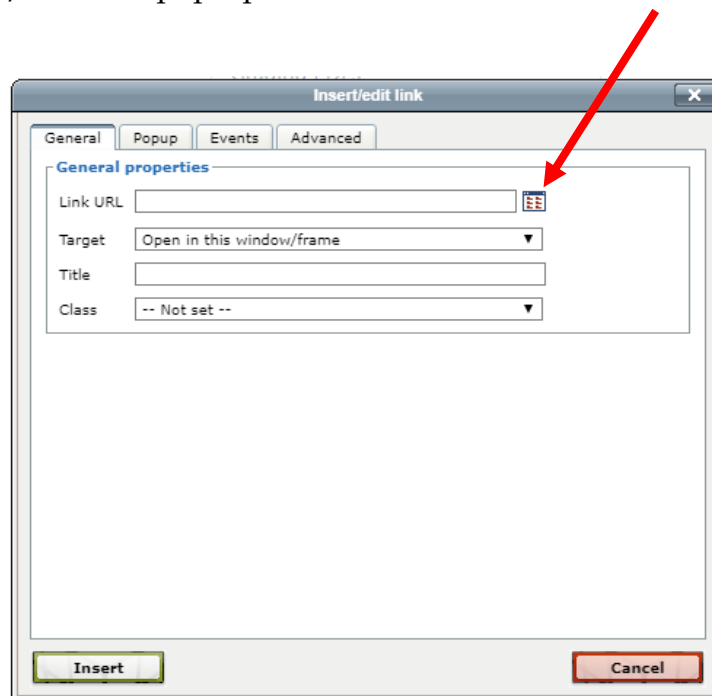 Insert/edit link
General Popup Events Advanced
General properties
Link URL
Target Open in this window/frame
Title
Class -- Not set --
Insert Cancel